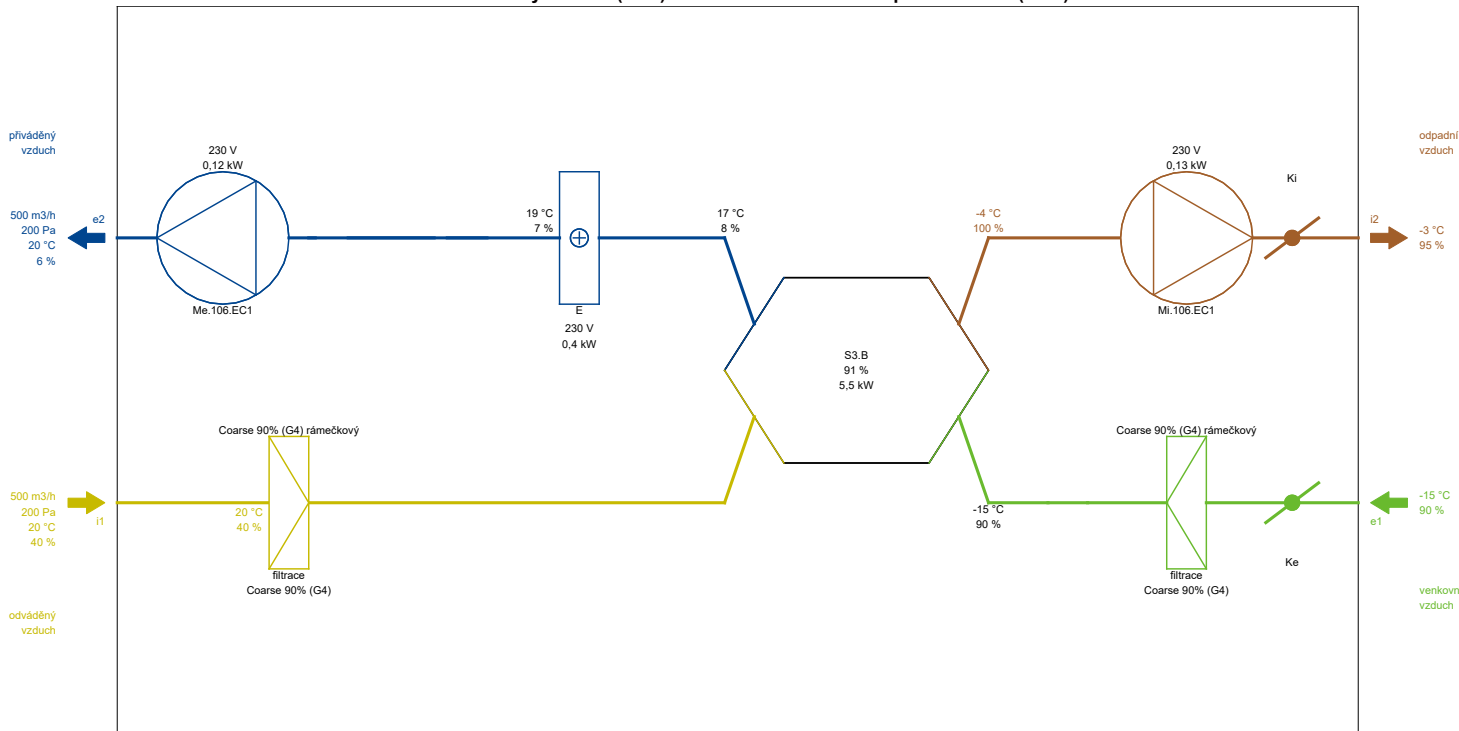 přiváděný
vzduch
230 V
0,12 kW
500 m3/h
200 Pa
20 °C
6 %
e2
Me.106.EC1
19 °C
7 %
E
230 V
0,4 kW
17 °C
8 %
-4 °C
100 %
230 V
0,13 kW
Mi.106.EC1
Ki
odpadní
vzduch
i2
-3 °C
95 %
S3.B
91 %
5,5 kW
Coarse 90% (G4) rámečkový
500 m3/h
200 Pa
20 °C
40 %
i1
20 °C
40 %
filtrace
Coarse 90% (G4)
odváděný
vzduch
-15 °C
90 %
Coarse 90% (G4) rámečkový
filtrace
Coarse 90% (G4)
Ke
-15 °C
90 %
e1
venkovn
vzduch